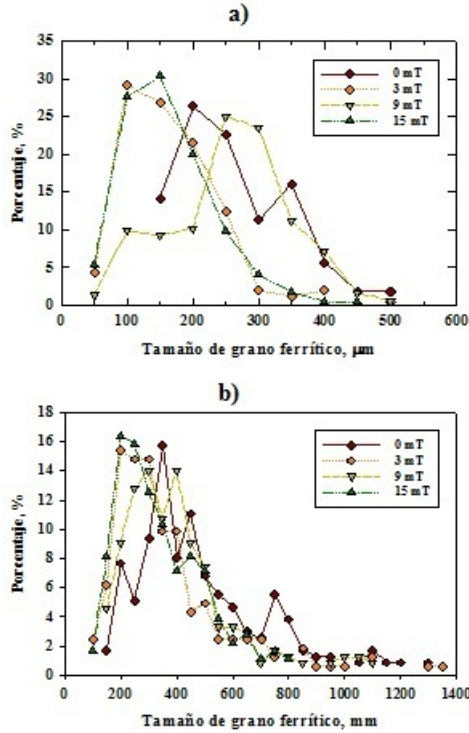 a)
35
30
25
20
15
10
5
0
Porcentaje, %
0 mT
3 mT
9 mT
15 mT
0 100 200 300 400 500 600
Tamaño de grano ferrítico, µm
b)
18
16
14
12
10
8
6
4
2
0
Porcentaje, %
0 mT
3 mT
9 mT
15 mT
0 200 400 600 800 1000 1200 1400
Tamaño de grano ferrítico, mm